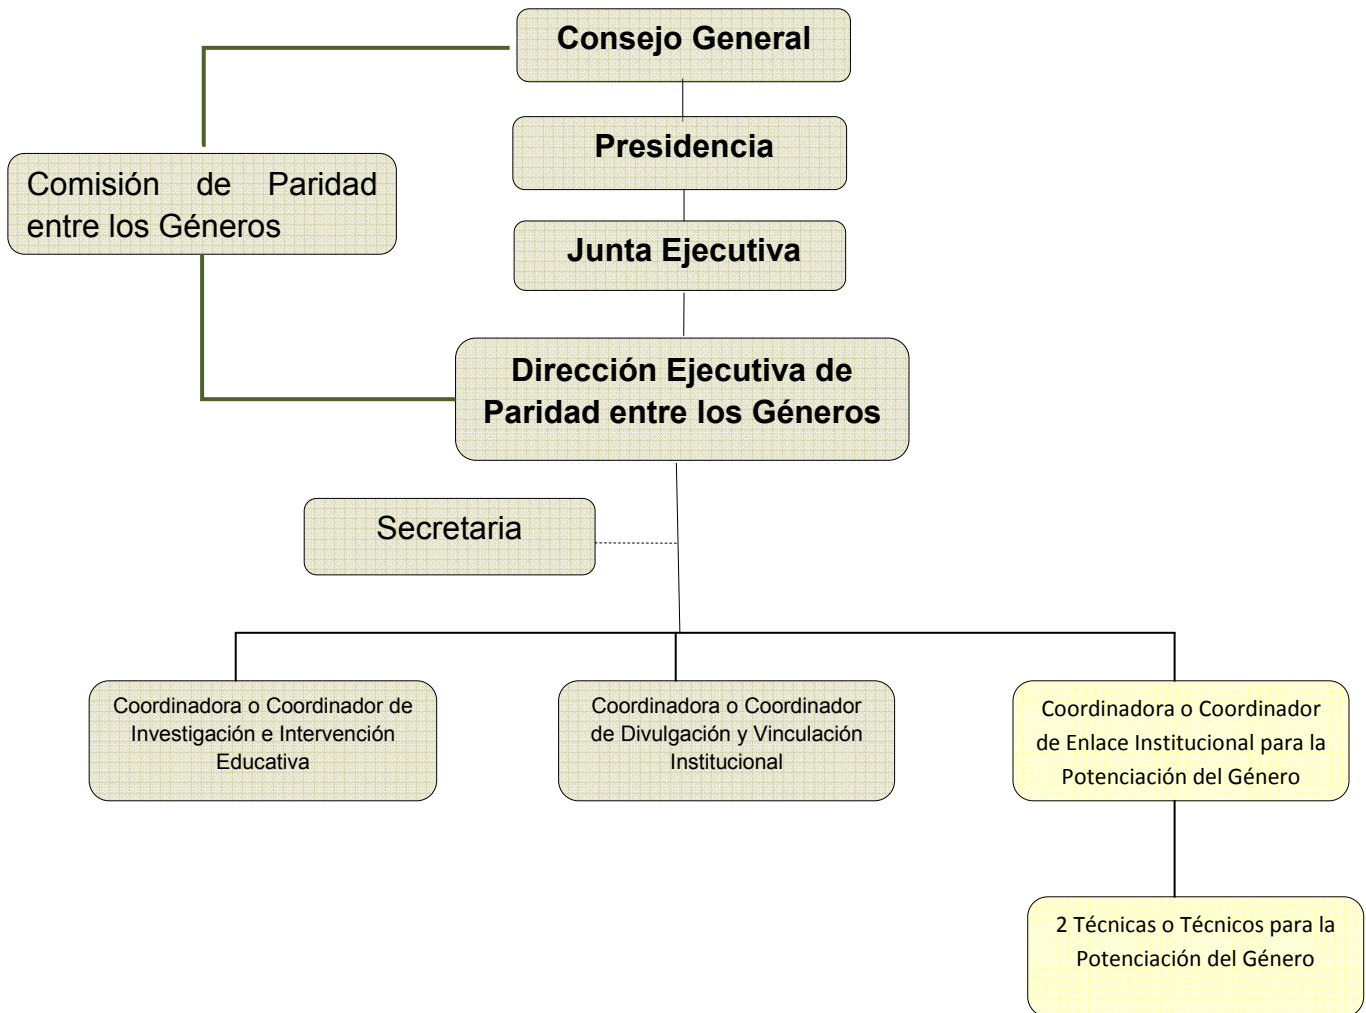 Consejo General
Presidencia
Comisión de Paridad
entre los Géneros
Junta Ejecutiva
Dirección Ejecutiva de
Paridad entre los Géneros
Secretaria
Coordinadora o Coordinador de
Investigación e Intervención
Educativa
Coordinadora o Coordinador
de Divulgación y Vinculación
Institucional
Coordinadora o Coordinador
de Enlace Institucional para la
Potenciación del Género
2 Técnicas o Técnicos para la
Potenciación del Género